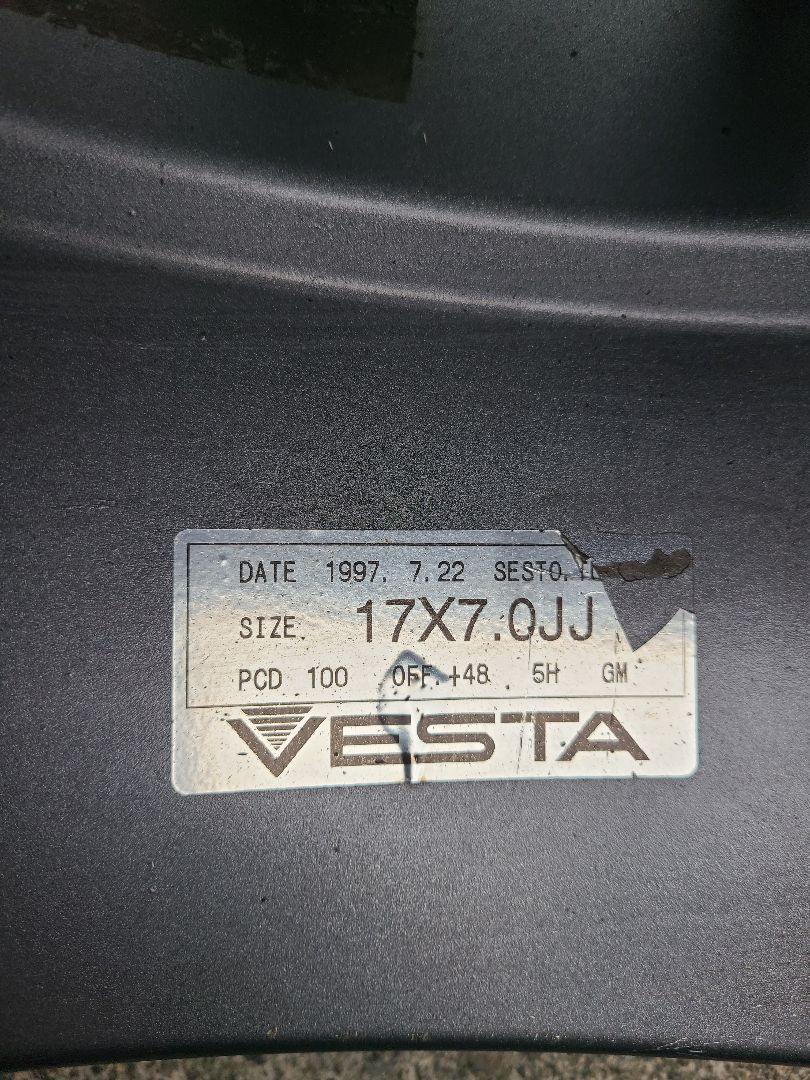 DATE 1997. 7.22 SESTO.
SIZE. 17X7.0JJ
PCD 100 OFF.+48 . 5H GM
VESTA